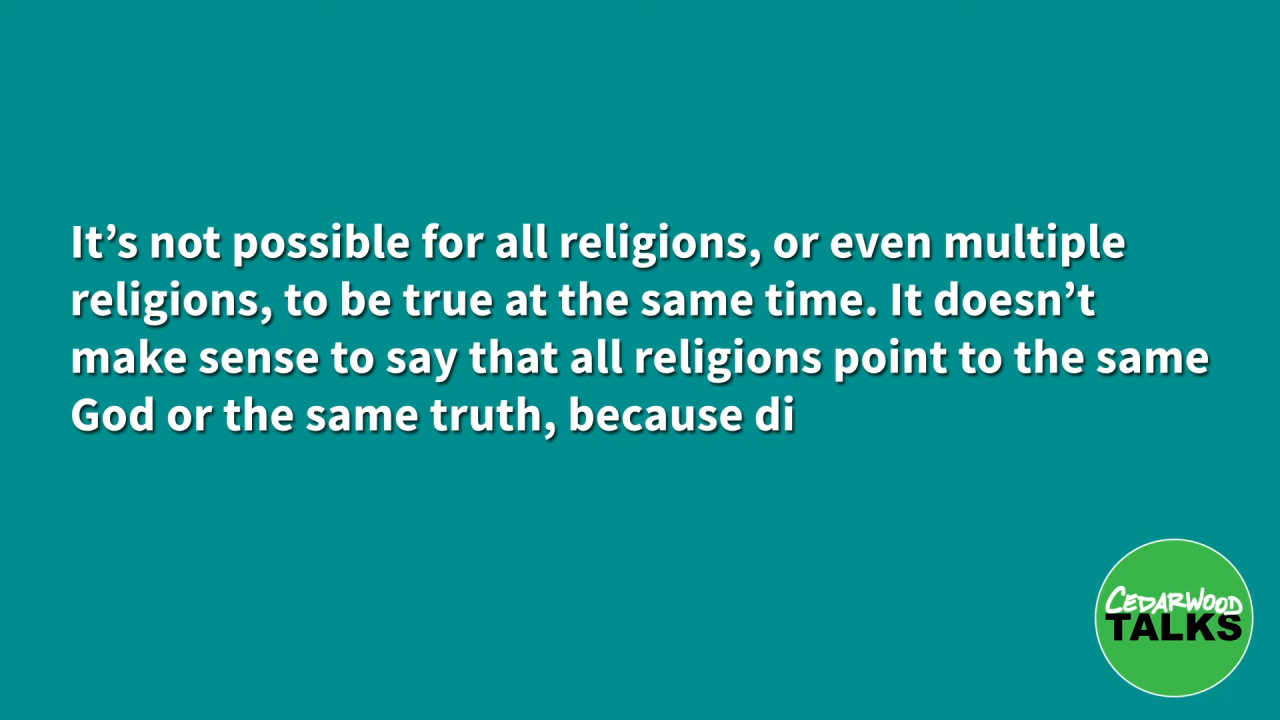 It’s not possible for all religions, or even multiple
religions, to be true at the same time. It doesn’t
make sense to say that all religions point to the same
God or the same truth, because di
CEDARWOOD
TALKS